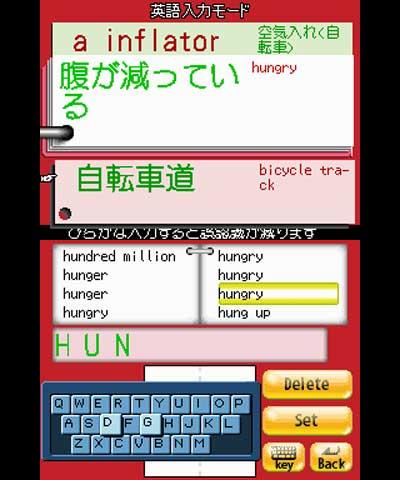 英語入力モード
a inflator
空気入れ<自
転車>
腹が減ってい
る
hungry
自転車道
bicycle tra-
ck
ひらがな入力すると誤認識が減ります
hundred million
hunger
hunger
hungry
hungry
hungry
hungry
hung up
HUN
Delete
QWERTYUIOP
ASDFGHJKL
ZXCVBNM
Set
key
Back